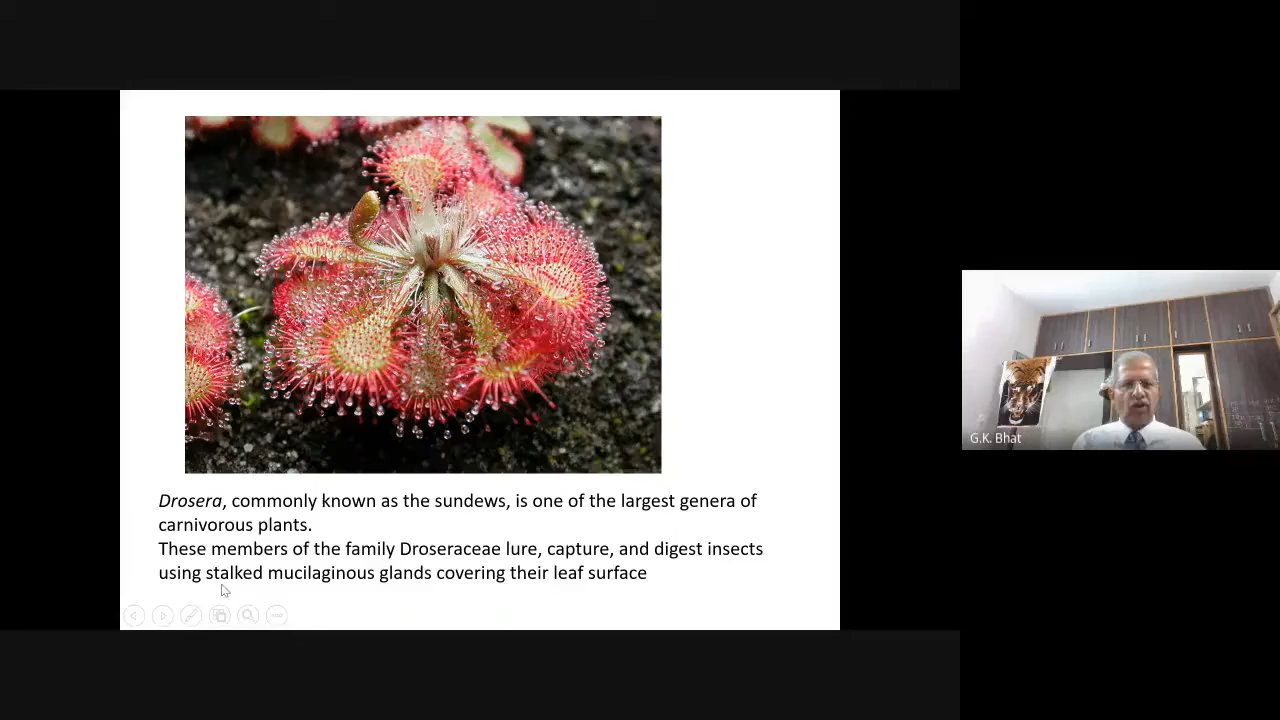 Drosera, commonly known as the sundews, is one of the largest genera of
carnivorous plants.
These members of the family Droseraceae lure, capture, and digest insects
using stalked mucilaginous glands covering their leaf surface
G.K. Bhat